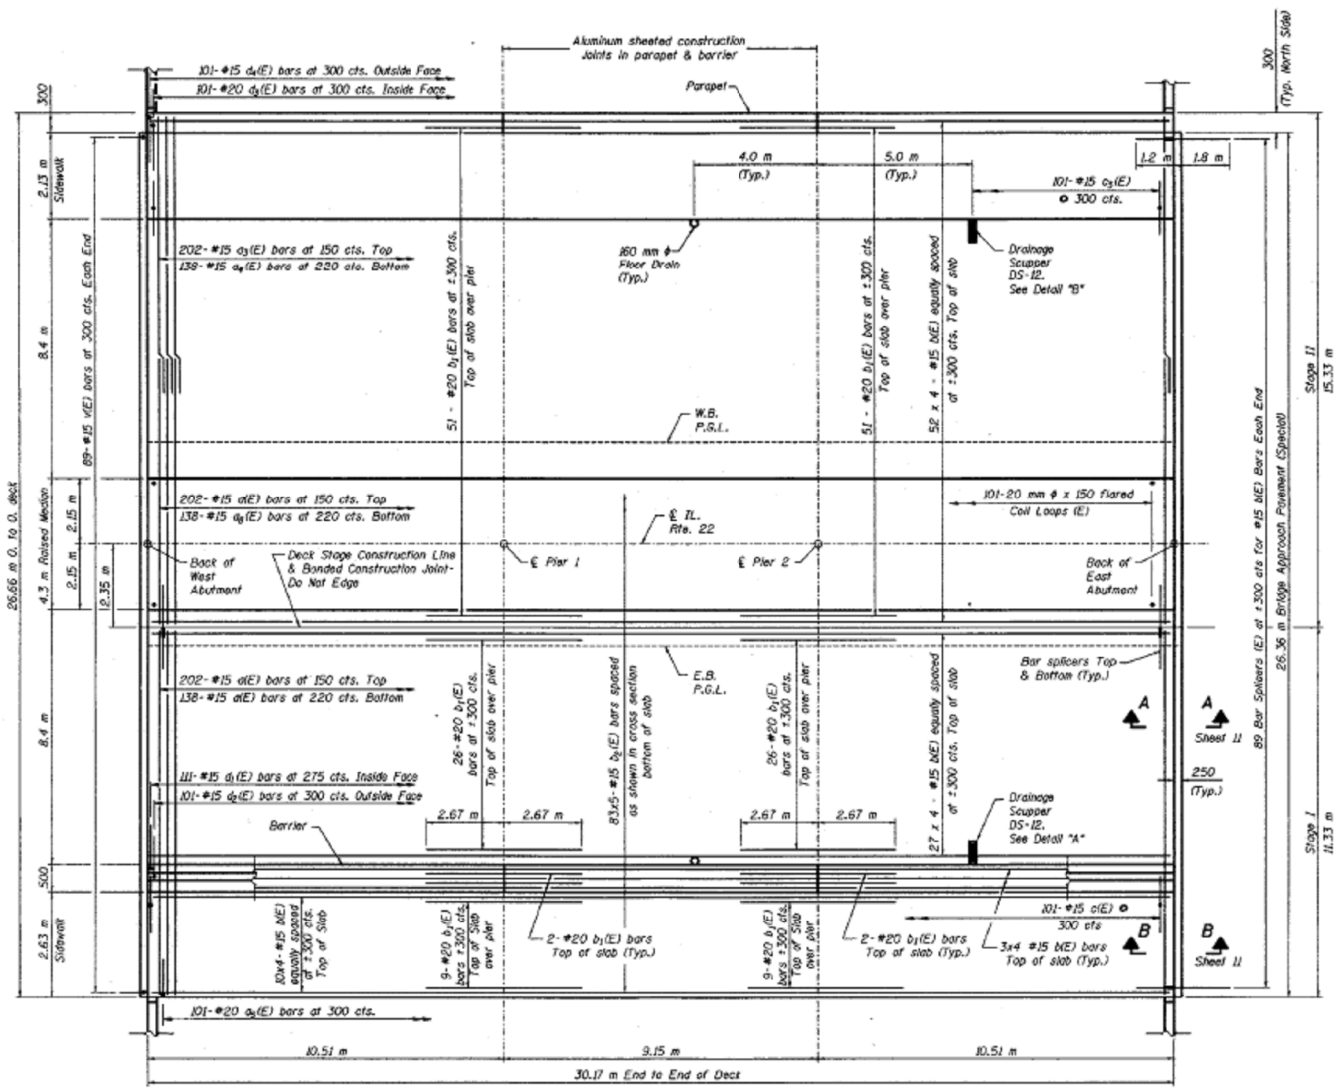 Aluminum sheeted construction
Joints in parapet & barrier
101-#15 d₄(E) bars at 300 cts. Outside Face
101-#20 d₃(E) bars at 300 cts. Inside Face
Parapet
300
(Typ. North Side)
300
4.0 m
(Typ.)
5.0 m
(Typ.)
1.2 m
1.8 m
101-#15 c₃(E)
@ 300 cts.
2.13 m
Sidewalk
89-#15 v(E) bars at 300 cts. Each End
202-#15 a₃(E) bars at 150 cts. Top
138-#15 a₄(E) bars at 220 cts. Bottom
160 mm ϕ
Floor Drain
(Typ.)
Drainage
Scupper
DS-12.
See Detail "B"
51 - #20 b₁(E) bars at ±300 cts.
Top of slab over pier
51 - #20 b₁(E) bars at ±300 cts.
Top of slab over pier
52 x 4 - #15 b(E) equally spaced
at ±300 cts. Top of slab
8.4 m
Stage II
15.33 m
W.B.
P.G.L.
26.66 m O. to O. deck
4.3 m Raised Median
2.15 m
2.15 m
2.35 m
202-#15 a(E) bars at 150 cts. Top
138-#15 a₆(E) bars at 220 cts. Bottom
101-20 mm ϕ x 150 flared
Coil Loops (E)
℄ IL.
Rte. 22
Back of
West
Abutment
Deck Stage Construction Line
& Bonded Construction Joint-
Do Not Edge
℄ Pier 1
℄ Pier 2
Back of
East
Abutment
89 Bar Splicers (E) at ±300 cts for #15 b(E) Bars Each End
26.36 m Bridge Approach Pavement (Special)
E.B.
P.G.L.
Bar splicers Top
& Bottom (Typ.)
202-#15 a(E) bars at 150 cts. Top
138-#15 a(E) bars at 220 cts. Bottom
26-#20 b₁(E)
bars at ±300 cts.
Top of slab over pier
83x5-#15 b₂(E) bars spaced
as shown in cross section
bottom of slab
26-#20 b₁(E)
bars at ±300 cts.
Top of slab over pier
27 x 4 - #15 b(E) equally spaced
at ±300 cts. Top of slab
A
A
Sheet 11
8.4 m
111-#15 d₁(E) bars at 275 cts. Inside Face
101-#15 d₂(E) bars at 300 cts. Outside Face
250
(Typ.)
Barrier
2.67 m
2.67 m
2.67 m
2.67 m
Drainage
Scupper
DS-12.
See Detail "A"
Stage I
11.33 m
500
2.63 m
Sidewalk
10x4-#15 b(E)
equally spaced
at ±300 cts.
Top of Slab
9-#20 b₁(E)
bars ±300 cts.
Top of Slab
over pier
2-#20 b₁(E) bars
Top of slab (Typ.)
9-#20 b₁(E)
bars ±300 cts.
Top of Slab
over pier
2-#20 b₁(E) bars
Top of slab (Typ.)
101-#15 c(E) @
300 cts
3x4 #15 b(E) bars
Top of slab (Typ.)
B
B
Sheet 11
101-#20 a₅(E) bars at 300 cts.
10.51 m
9.15 m
10.51 m
30.17 m End to End of Deck